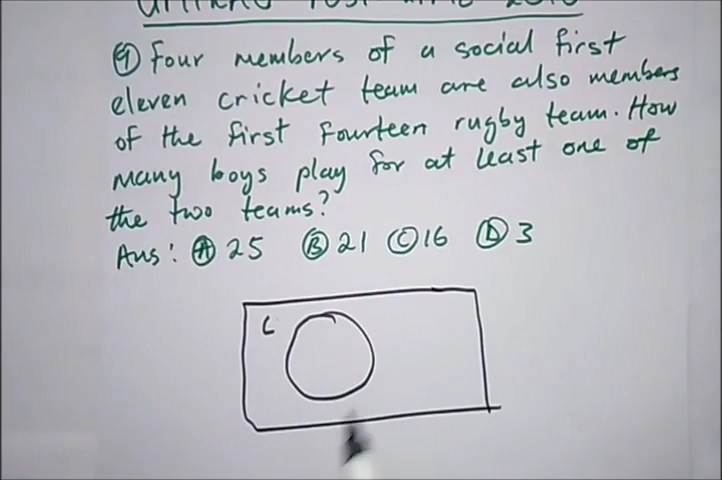 ④ Four members of a social first
eleven cricket team are also members
of the first fourteen rugby team. How
many boys play for at least one of
the two teams?
Ans: Ⓐ 25 Ⓑ 21 Ⓒ 16 Ⓓ 3
C